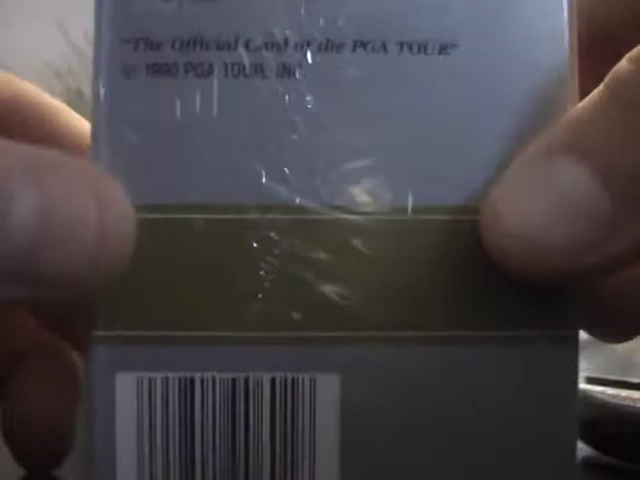 "The Official Card of the PGA TOUR"
© 1990 PGA TOUR, INC.